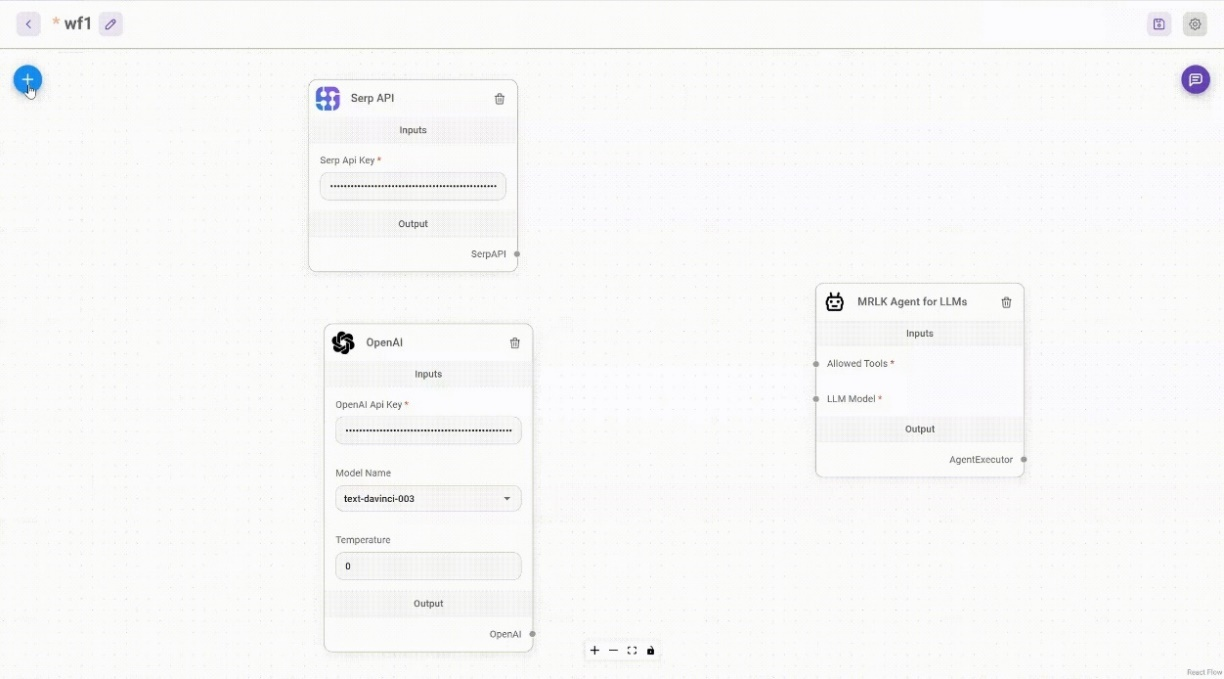 * wf1
Serp API
Inputs
Serp Api Key *
Output
SerpAPI
OpenAI
Inputs
OpenAI Api Key *
Model Name
text-davinci-003
Temperature
0
Output
OpenAI
MRLK Agent for LLMs
Inputs
Allowed Tools *
LLM Model *
Output
AgentExecutor
React Flow